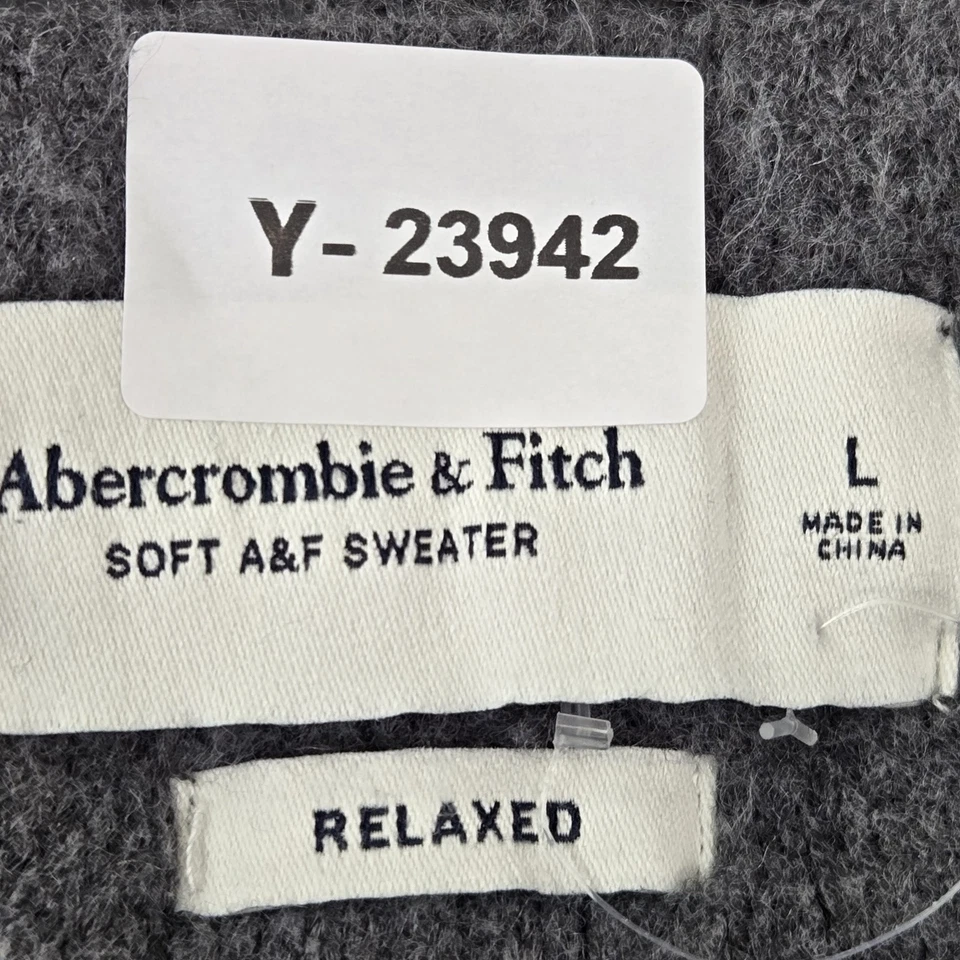 Y- 23942
Abercrombie & Fitch
SOFT A&F SWEATER
L
MADE IN
CHINA
RELAXED